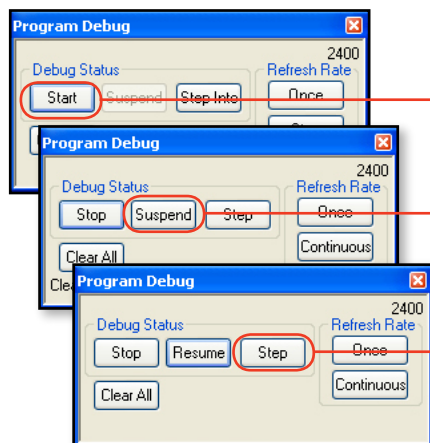 Program Debug
2400
Debug Status
Refresh Rate
Start
Suspend
Step Into
Once
Program Debug
2400
Debug Status
Refresh Rate
Stop
Suspend
Step
Once
Continuous
Clear All
Program Debug
2400
Debug Status
Refresh Rate
Stop
Resume
Step
Once
Continuous
Clear All